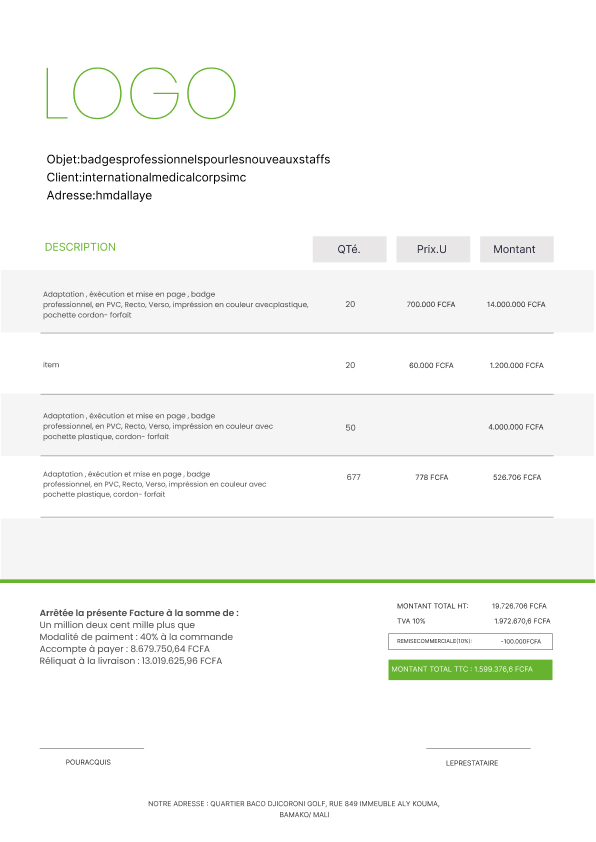 LOGO
Objet:badgesprofessionnelspourlesnouveauxstaffs
Client:internationalmedicalcorpsimc
Adresse:hmdallaye
DESCRIPTION QTé. Prix.U Montant
Adaptation , éxécution et mise en page , badge
professionnel, en PVC, Recto, Verso, impréssion en couleur avecplastique,
pochette cordon- forfait
20 700.000 FCFA 14.000.000 FCFA
item 20 60.000 FCFA 1.200.000 FCFA
Adaptation , éxécution et mise en page , badge
professionnel, en PVC, Recto, Verso, impréssion en couleur avec
pochette plastique, cordon- forfait
50 4.000.000 FCFA
Adaptation , éxécution et mise en page , badge
professionnel, en PVC, Recto, Verso, impréssion en couleur avec
pochette plastique, cordon- forfait
677 778 FCFA 526.706 FCFA
Arrêtée la présente Facture à la somme de :
Un million deux cent mille plus que
Modalité de paiment : 40% à la commande
Accompte à payer : 8.679.750,64 FCFA
Réliquat à la livraison : 13.019.625,96 FCFA
MONTANT TOTAL HT: 19.726.706 FCFA
TVA 10% 1.972.670,6 FCFA
REMISECOMMERCIALE(10%): -100.000FCFA
MONTANT TOTAL TTC : 1.599.376,6 FCFA
POURACQUIS
LEPRESTATAIRE
NOTRE ADRESSE : QUARTIER BACO DJICORONI GOLF, RUE 849 IMMEUBLE ALY KOUMA,
BAMAKO/ MALI